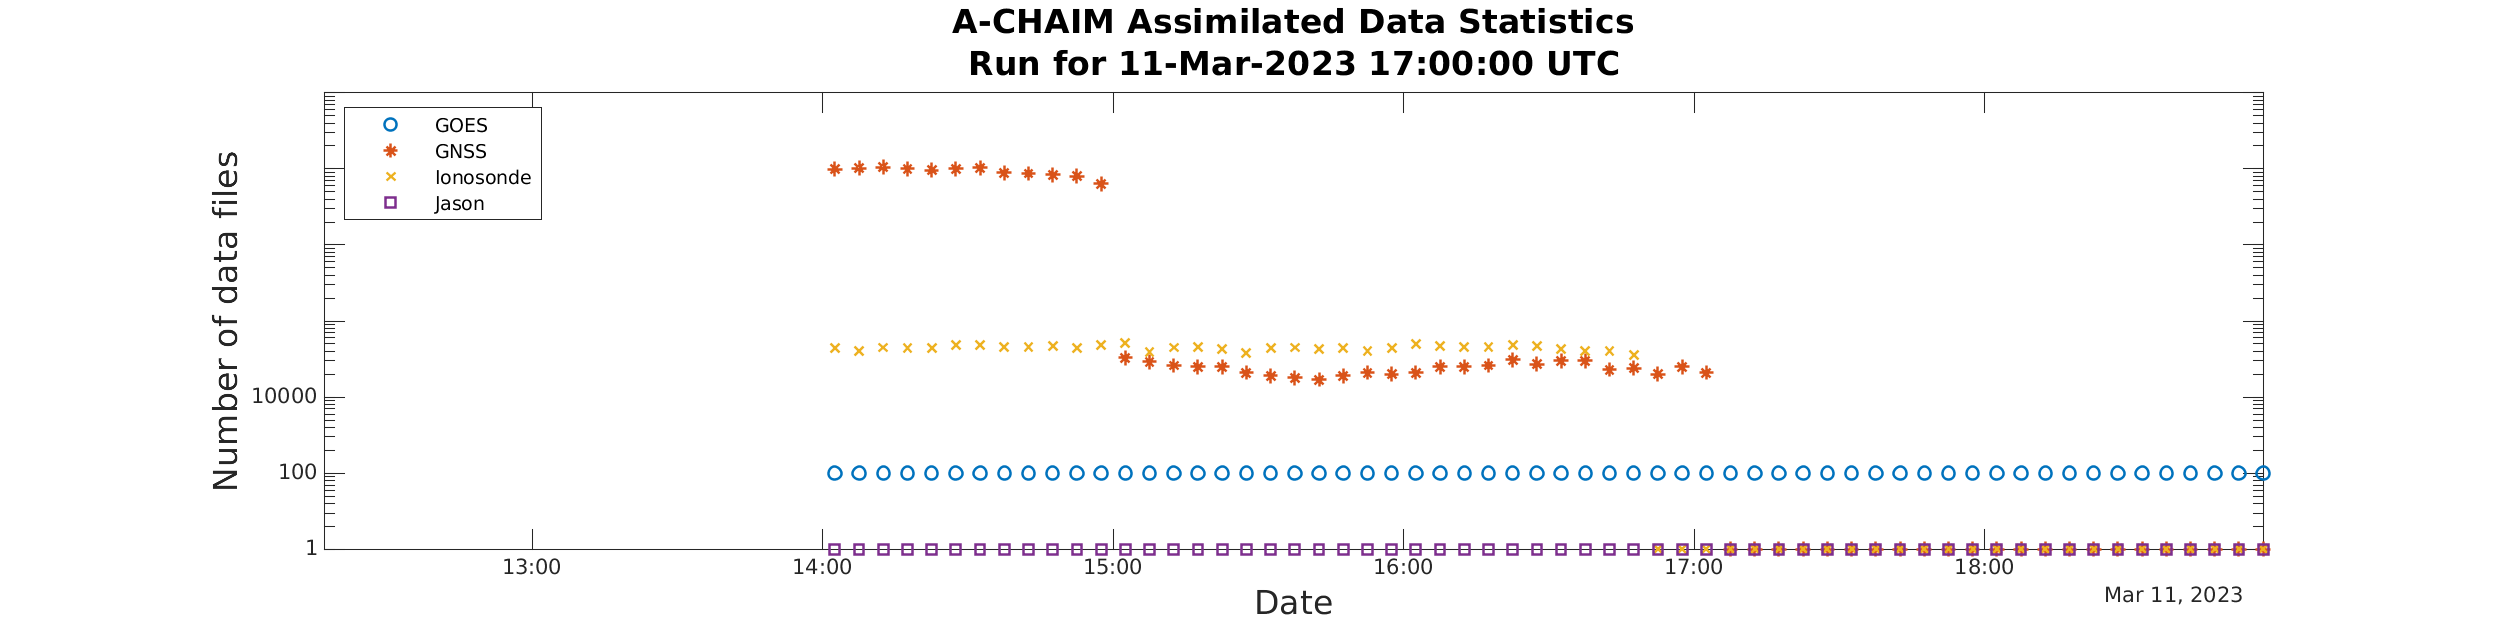 A-CHAIM Assimilated Data Statistics
Run for 11-Mar-2023 17:00:00 UTC
GOES
GNSS
Ionosonde
Jason
Number of data files
10000
100
1
13:00
14:00
15:00
16:00
17:00
18:00
Date
Mar 11, 2023